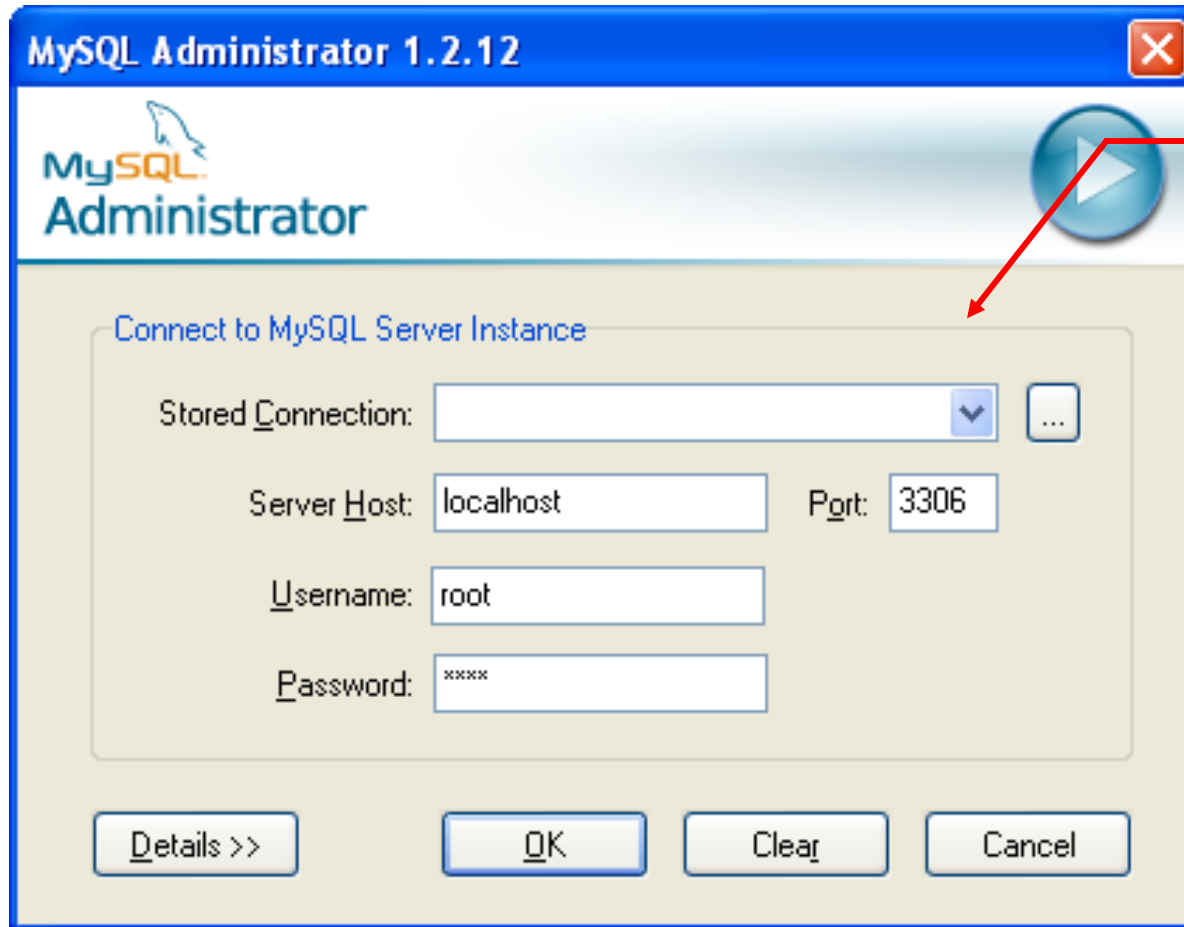 MySQL Administrator 1.2.12
MySQL
Administrator
Connect to MySQL Server Instance
Stored Connection:
...
Server Host: localhost Port: 3306
Username: root
Password: ****
Details >> OK Clear Cancel